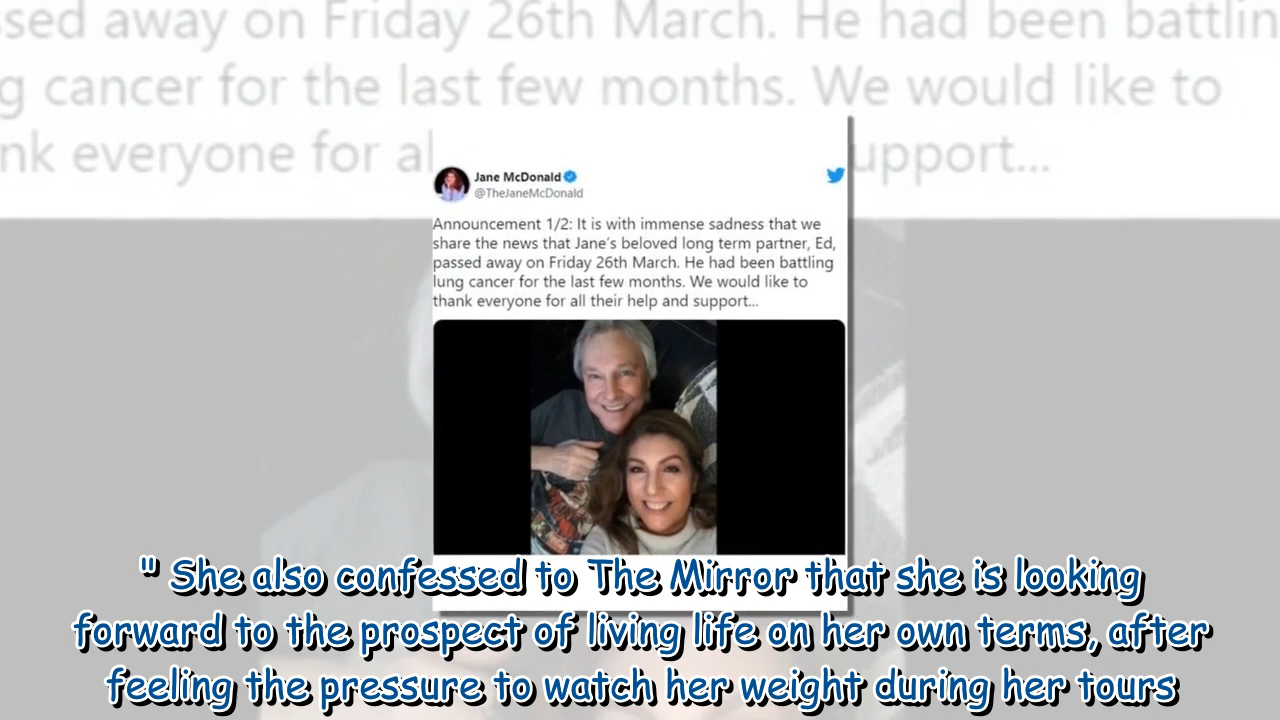 ssed away on Friday 26th March. He had been battlin
g cancer for the last few months. We would like to
nk everyone for al upport...
Jane McDonald
@TheJaneMcDonald
Announcement 1/2: It is with immense sadness that we
share the news that Jane's beloved long term partner, Ed,
passed away on Friday 26th March. He had been battling
lung cancer for the last few months. We would like to
thank everyone for all their help and support...
" She also confessed to The Mirror that she is looking
forward to the prospect of living life on her own terms, after
feeling the pressure to watch her weight during her tours